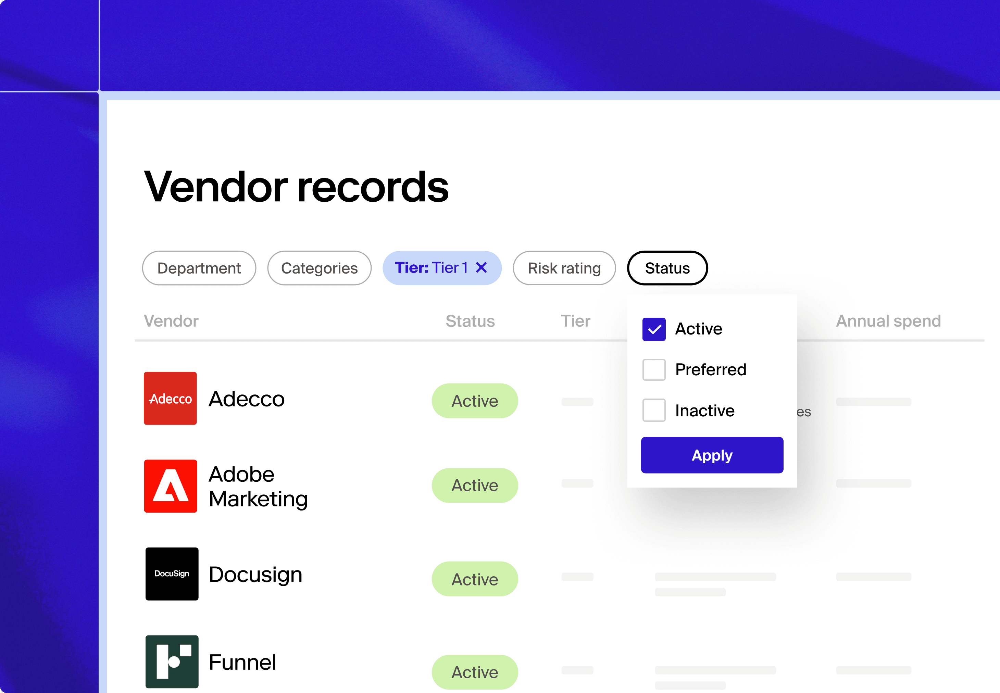 Vendor records
Department Categories Tier: Tier 1 Risk rating Status
Vendor Status Tier Annual spend
Active
Preferred
Inactive
es
Apply
Adecco Adecco Active
Adobe
Marketing
Active
DocuSign Docusign Active
Funnel Active